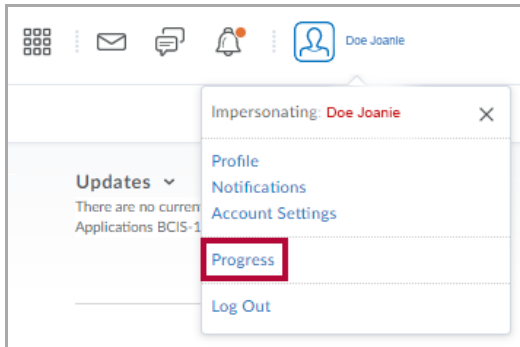 Doe Joanie
Impersonating: Doe Joanie
Profile
Notifications
Account Settings
Progress
Log Out
Updates
There are no curren
Applications BCIS-1